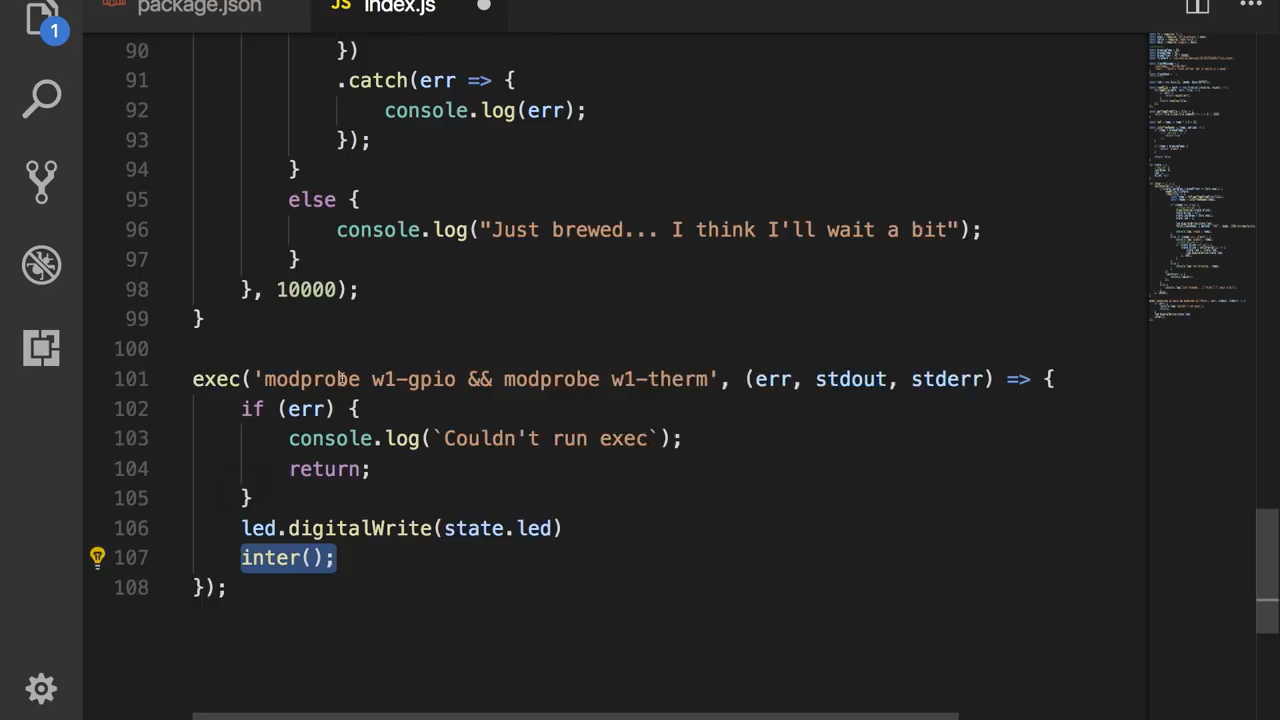 package.json
JS index.js
1
90 })
91 .catch(err => {
92 console.log(err);
93 });
94 }
95 else {
96 console.log("Just brewed... I think I'll wait a bit");
97 }
98 }, 10000);
99 }
100
101 exec('modprobe w1-gpio && modprobe w1-therm', (err, stdout, stderr) => {
102 if (err) {
103 console.log(`Couldn't run exec`);
104 return;
105 }
106 led.digitalWrite(state.led)
107 inter();
108 });